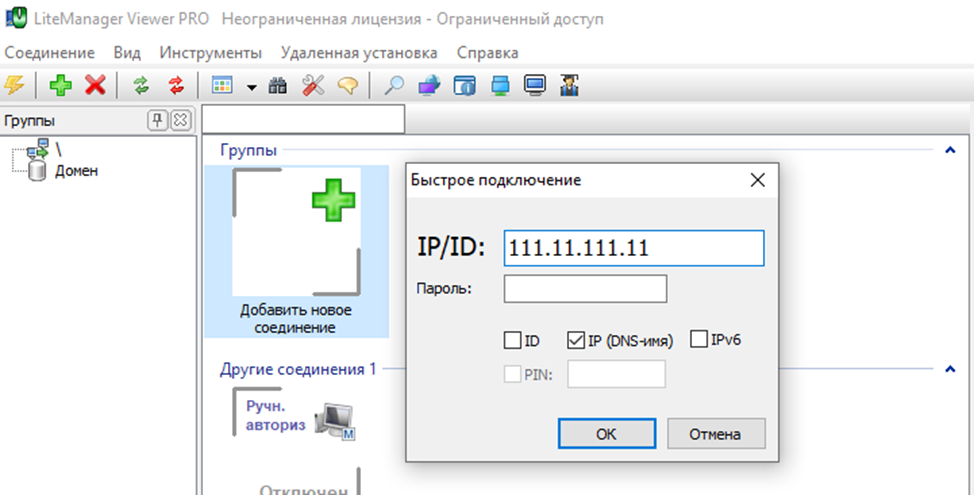 LiteManager Viewer PRO Неограниченная лицензия - Ограниченный доступ
Соединение Вид Инструменты Удаленная установка Справка
Группы
\
Домен
Группы
Добавить новое
соединение
Другие соединения 1
Ручн.
авториз
M
Отключен
Быстрое подключение
IP/ID: 111.11.111.11
Пароль:
ID IP (DNS-имя) IPv6
PIN:
OK Отмена